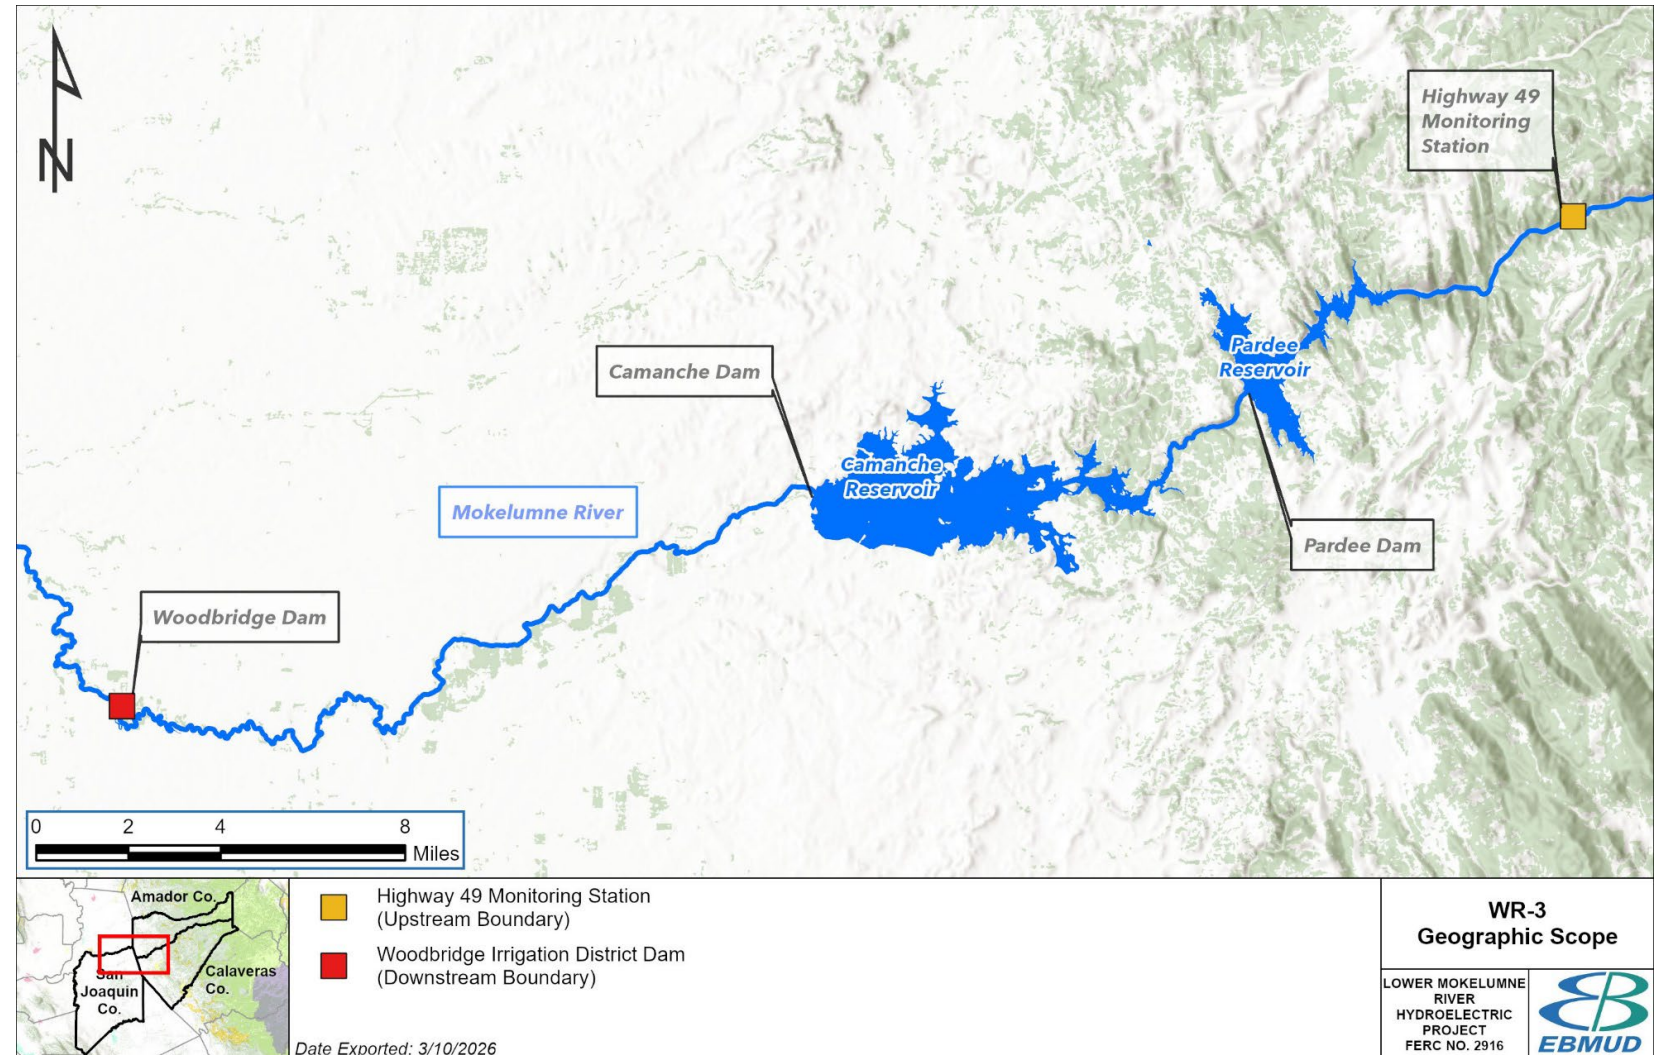 N
Highway 49
Monitoring
Station
Pardee
Reservoir
Camanche Dam
Camanche
Reservoir
Mokelumne River
Pardee Dam
Woodbridge Dam
0 2 4 8
Miles
Amador Co.
San
Joaquin
Co.
Calaveras
Co.
Highway 49 Monitoring Station
(Upstream Boundary)
Woodbridge Irrigation District Dam
(Downstream Boundary)
Date Exported: 3/10/2026
WR-3
Geographic Scope
LOWER MOKELUMNE
RIVER
HYDROELECTRIC
PROJECT
FERC NO. 2916
EBMUD